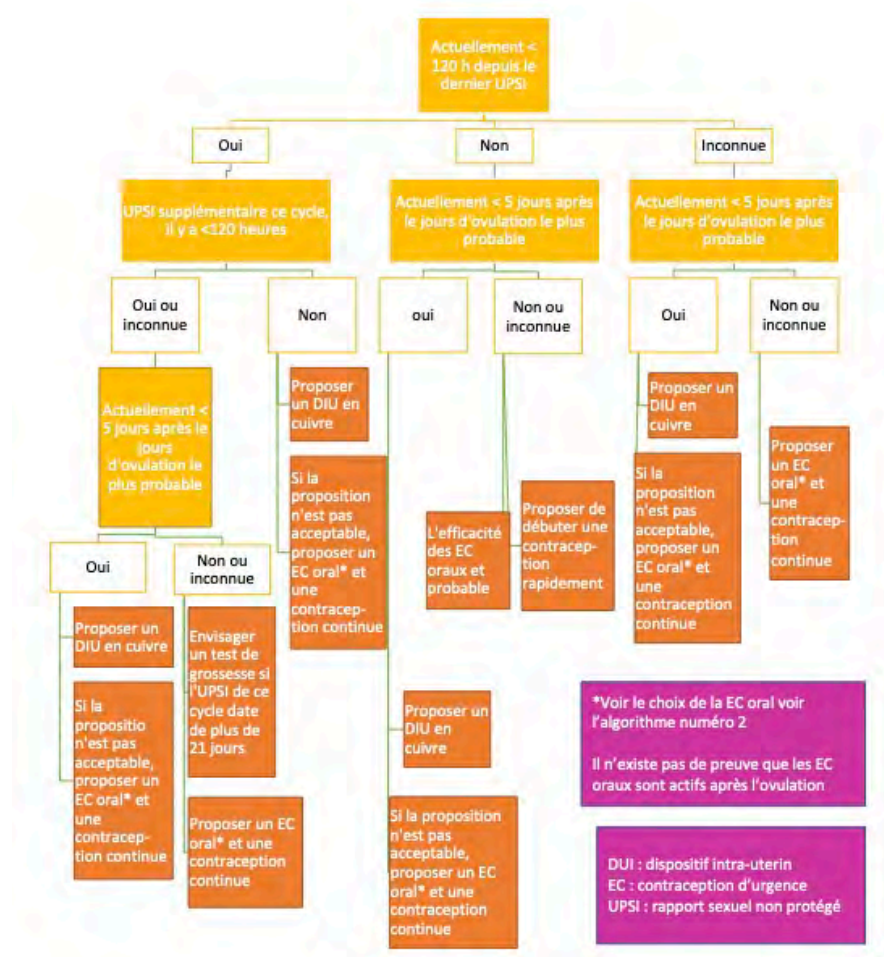 Actuellement <
120 h depuis le
dernier UPSI
Oui
Non
Inconnue
UPSI supplémentaire ce cycle,
il y a <120 heures
Actuellement < 5 jours après
le jours d'ovulation le plus
probable
Actuellement < 5 jours après
le jours d'ovulation le plus
probable
Oui ou
inconnue
Non
oui
Non ou
inconnue
Oui
Non ou
inconnue
Actuellement <
5 jours après le
jours
d'ovulation le
plus probable
Proposer
un DIU en
cuivre
Si la
proposition
n'est pas
acceptable,
proposer un
EC oral* et
une
contracep-
tion continue
L'efficacité
des EC
oraux et
probable
Proposer de
débuter une
contracep-
tion
rapidement
Proposer un
DIU en
cuivre
Si la
proposition
n'est pas
acceptable,
proposer un
EC oral* et
une
contracep-
tion continue
Proposer
un EC
oral* et
une
contracep-
tion
continue
Oui
Non ou
inconnue
Proposer un
DIU en cuivre
Si la
propositio
n'est pas
acceptable,
proposer un
EC oral* et
une
contracep-
tion continue
Envisager
un test de
grossesse si
l'UPSI de ce
cycle date
de plus de
21 jours
Proposer un EC
oral* et une
contraception
continue
Proposer un
DIU en
cuivre
Si la proposition
n'est pas
acceptable,
proposer un EC
oral* et une
contraception
continue
*Voir le choix de la EC oral voir
l'algorithme numéro 2
Il n'existe pas de preuve que les EC
oraux sont actifs après l'ovulation
DUI : dispositif intra-uterin
EC : contraception d'urgence
UPSI : rapport sexuel non protégé